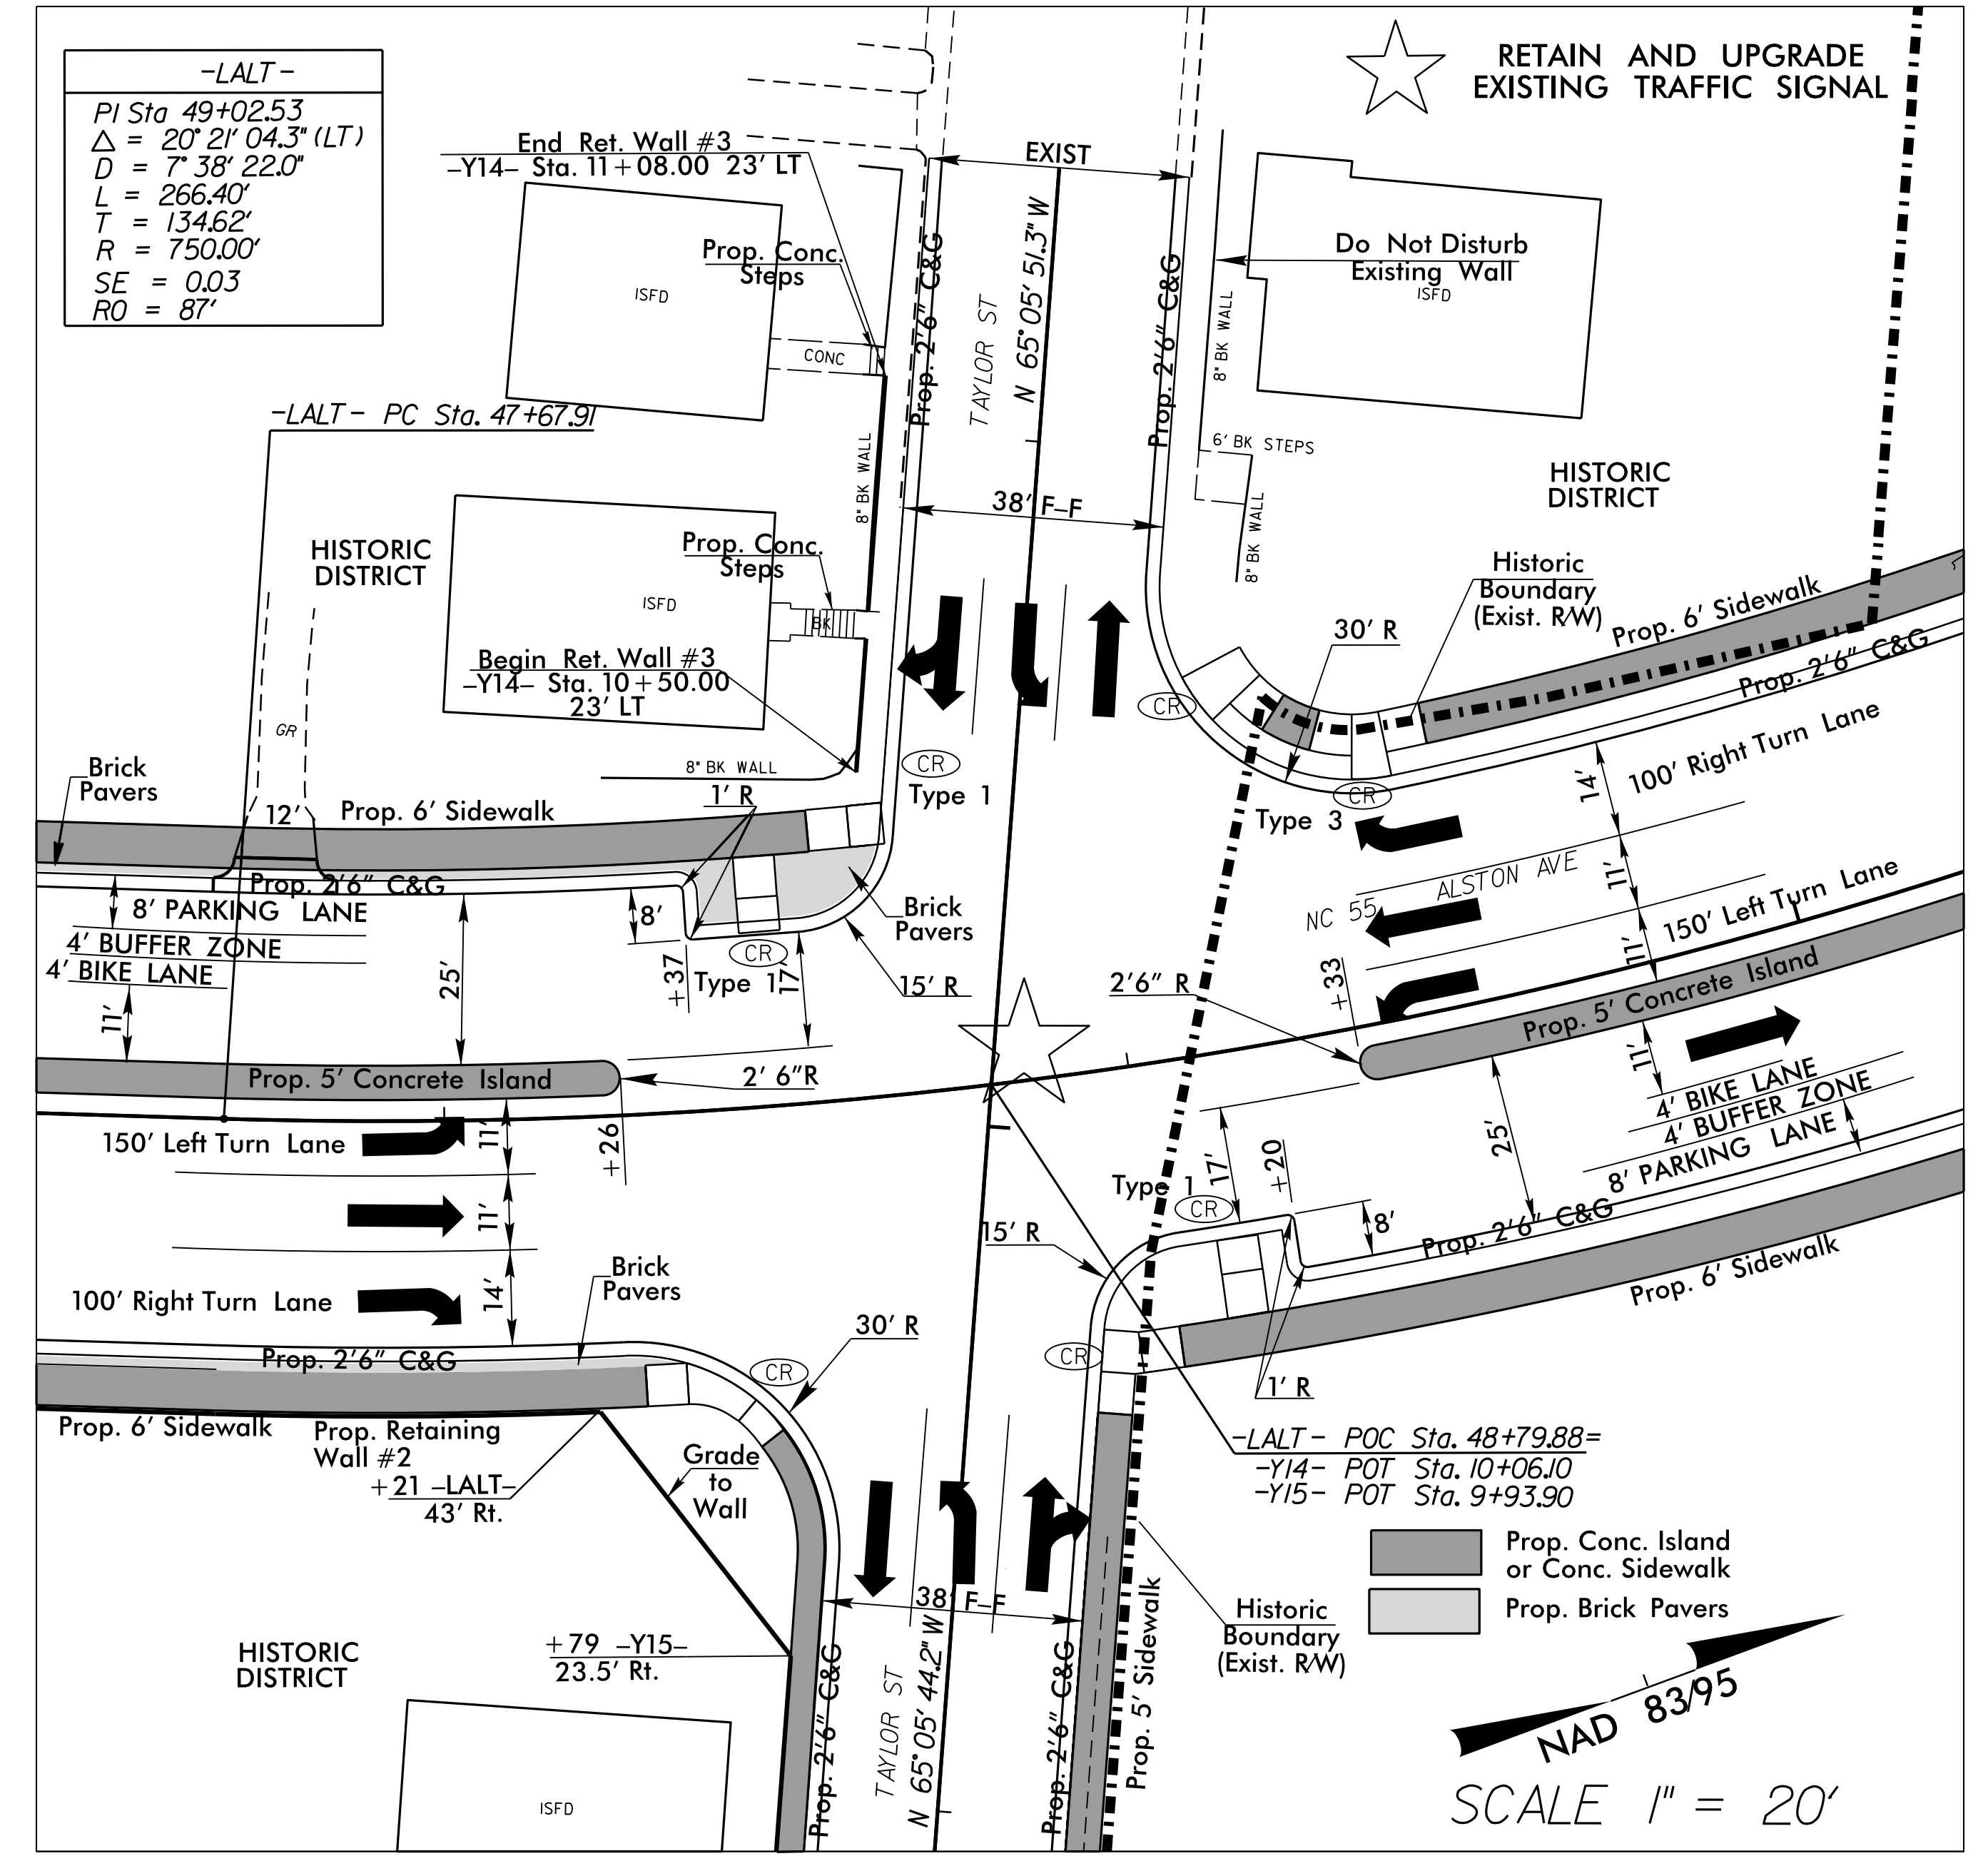 -LALT-
PI Sta 49+02.53
△ = 20° 21' 04.3" (LT)
D = 7° 38' 22.0"
L = 266.40'
T = 134.62'
R = 750.00'
SE = 0.03
RO = 87'
RETAIN AND UPGRADE
EXISTING TRAFFIC SIGNAL
End Ret. Wall #3
-Y14- Sta. 11+08.00 23' LT
EXIST
Prop. Conc.
Steps
ISFD
CONC
Prop. 2'6" C&G
TAYLOR ST
N 65° 05' 51.3" W
Prop. 2'6" C&G
Do Not Disturb
Existing Wall
ISFD
8" BK WALL
6' BK STEPS
8" BK WALL
-LALT- PC Sta. 47+67.91
8" BK WALL
38' F-F
HISTORIC
DISTRICT
HISTORIC
DISTRICT
Prop. Conc.
Steps
ISFD
BK
Begin Ret. Wall #3
-Y14- Sta. 10+50.00
23' LT
Historic
Boundary
(Exist. R/W)
30' R
Prop. 6' Sidewalk
Prop. 2'6" C&G
GR
8" BK WALL
CR
CR
CR
Type 1
Type 3
100' Right Turn Lane
14'
Brick
Pavers
12'
Prop. 6' Sidewalk
1' R
Prop. 2'6" C&G
8' PARKING LANE
4' BUFFER ZONE
4' BIKE LANE
11'
25'
8'
+37
Type 1
CR
17'
Brick
Pavers
15' R
NC 55
ALSTON AVE
11'
150' Left Turn Lane
11'
2'6" R
+33
Prop. 5' Concrete Island
Prop. 5' Concrete Island
2' 6"R
11'
4' BIKE LANE
4' BUFFER ZONE
8' PARKING LANE
25'
150' Left Turn Lane
11'
+26
11'
17'
+20
Type 1
CR
15' R
8'
Prop. 2'6" C&G
Prop. 6' Sidewalk
100' Right Turn Lane
14'
Brick
Pavers
30' R
Prop. 2'6" C&G
CR
CR
1' R
Prop. 6' Sidewalk
Prop. Retaining
Wall #2
+21 -LALT-
43' Rt.
Grade
to
Wall
-LALT- POC Sta. 48+79.88=
-Y14- POT Sta. 10+06.10
-Y15- POT Sta. 9+93.90
Prop. Conc. Island
or Conc. Sidewalk
Prop. Brick Pavers
38' F-F
HISTORIC
DISTRICT
+79 -Y15-
23.5' Rt.
Historic
Boundary
(Exist. R/W)
Prop. 2'6" C&G
TAYLOR ST
N 65° 05' 44.2" W
Prop. 2'6" C&G
Prop. 5' Sidewalk
ISFD
NAD 83/95
SCALE 1" = 20'